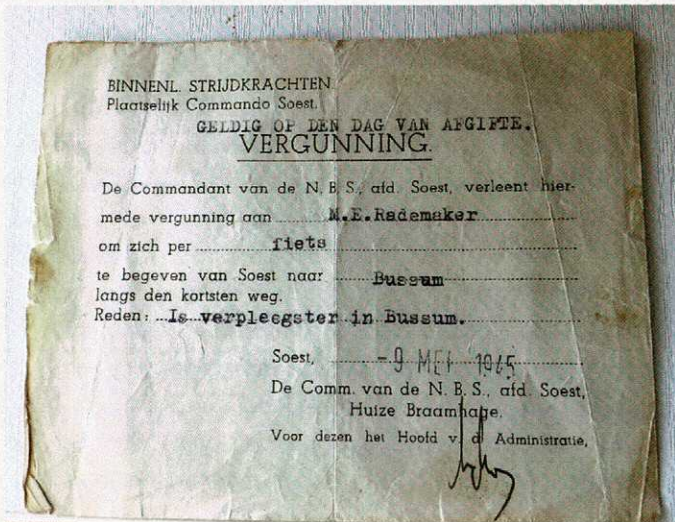 BINNENL. STRIJDKRACHTEN
Plaatselijk Commando Soest.
GELDIG OP DEN DAG VAN AFGIFTE.
VERGUNNING.
De Commandant van de N. B. S., afd. Soest, verleent hier-
mede vergunning aan M.E.Rademaker
om zich per fiets
te begeven van Soest naar Bussum
langs den kortsten weg.
Reden: Is verpleegster in Bussum.
Soest, -9 MEI 1945
De Comm. van de N. B. S., afd. Soest,
Huize Braamhage.
Voor dezen het Hoofd v. d. Administratie,